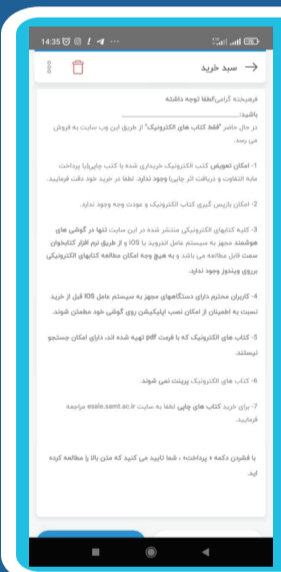 14:35
سبد خرید
فرهیخته گرامی!لطفا توجه داشته
باشید:
در حال حاضر "فقط کتاب های الکترونیک" از طریق این وب سایت به فروش
می رسد.
1- امکان تعویض کتب الکترونیک خریداری شده با کتب چاپی(با پرداخت
مابه التفاوت و دریافت اثر چاپی) وجود ندارد. لطفا در خرید خود دقت فرمایید.
2- امکان بازپس گیری کتاب الکترونیک و عودت وجه وجود ندارد.
3- کلیه کتابهای الکترونیکی منتشر شده در این سایت تنها در گوشی های
هوشمند مجهز به سیستم عامل اندروید یا IOS و از طریق نرم افزار کتابخوان
سمت قابل مطالعه می باشد و به هیچ وجه امکان مطالعه کتابهای الکترونیکی
برروی ویندوز وجود ندارد.
4- کاربران محترم دارای دستگاههای مجهز به سیستم عامل IOS قبل از خرید
نسبت به اطمینان از امکان نصب اپلیکیشن روی گوشی خود مطمئن شوند.
5- کتاب های الکترونیک که با فرمت pdf تهیه شده اند، دارای امکان جستجو
نیستند.
6- کتاب های الکترونیک پرینت نمی شوند.
7- برای خرید کتاب های چاپی لطفا به سایت esale.samt.ac.ir مراجعه
فرمایید.
با فشردن دکمه « پرداخت» ، شما تایید می کنید که متن بالا را مطالعه کرده
اید.